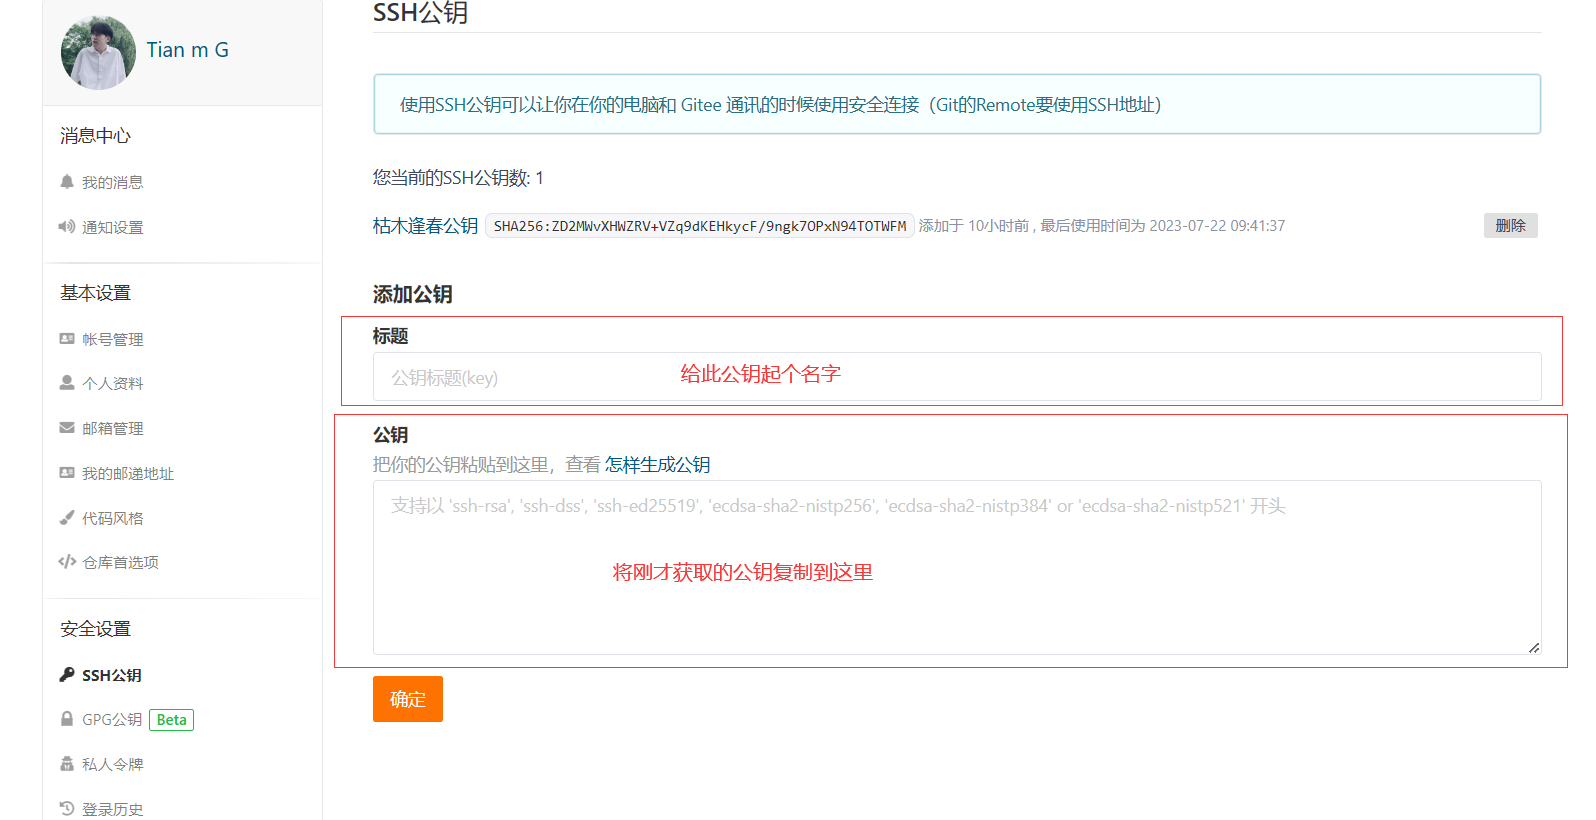 Tian m G
消息中心
我的消息
通知设置
基本设置
帐号管理
个人资料
邮箱管理
我的邮递地址
代码风格
仓库首选项
安全设置
SSH公钥
GPG公钥 Beta
私人令牌
登录历史
SSH公钥
使用SSH公钥可以让你在你的电脑和 Gitee 通讯的时候使用安全连接（Git的Remote要使用SSH地址）
您当前的SSH公钥数: 1
枯木逢春公钥 SHA256:ZD2MWvXHWZRV+VZq9dKEHkycF/9ngk7OPxN94TOTWFM 添加于 10小时前 , 最后使用时间为 2023-07-22 09:41:37 删除
添加公钥
标题
公钥标题(key) 给此公钥起个名字
公钥
把你的公钥粘贴到这里，查看 怎样生成公钥
支持以 'ssh-rsa', 'ssh-dss', 'ssh-ed25519', 'ecdsa-sha2-nistp256', 'ecdsa-sha2-nistp384' or 'ecdsa-sha2-nistp521' 开头
将刚才获取的公钥复制到这里
确定